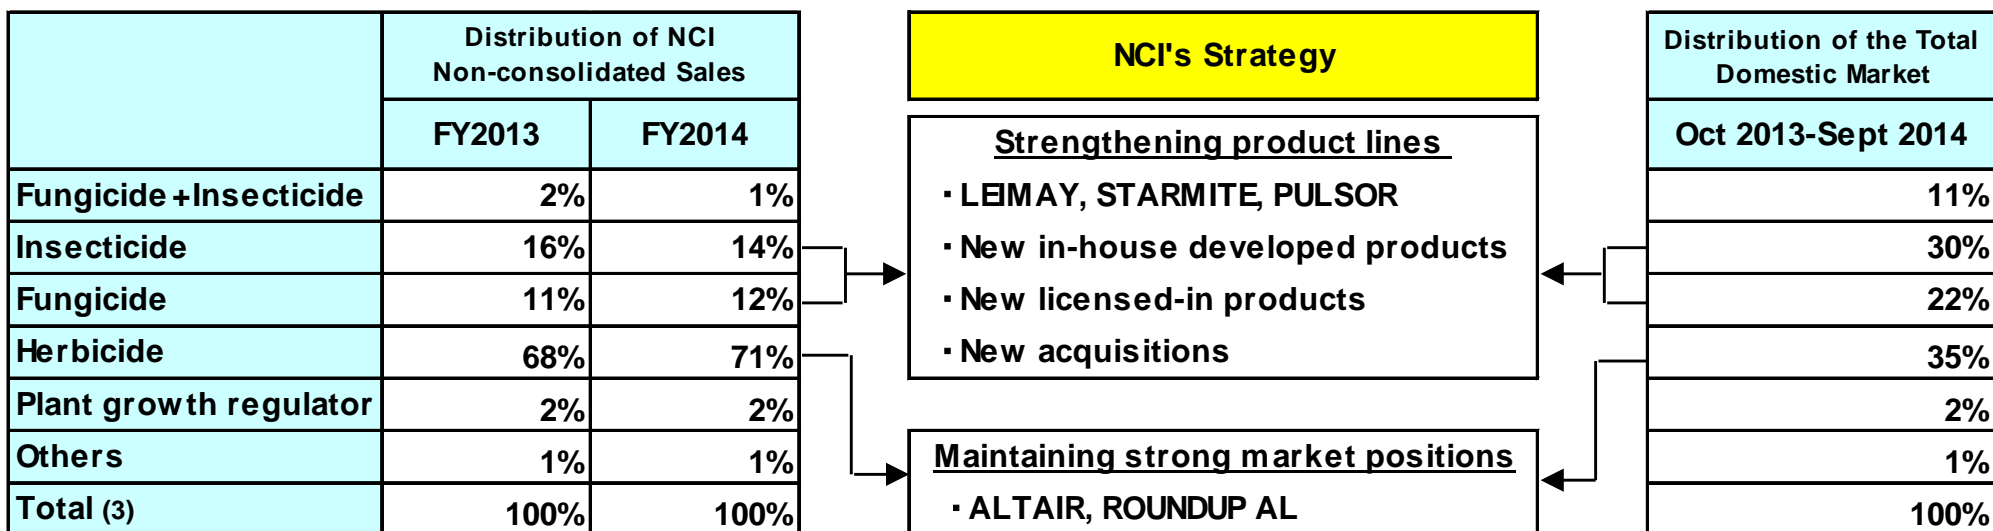 Distribution of NCI
Non-consolidated Sales
FY2013 FY2014
Fungicide+Insecticide 2% 1%
Insecticide 16% 14%
Fungicide 11% 12%
Herbicide 68% 71%
Plant growth regulator 2% 2%
Others 1% 1%
Total (3) 100% 100%
NCI's Strategy
Strengthening product lines
・LEIMAY, STARMITE, PULSOR
・New in-house developed products
・New licensed-in products
・New acquisitions
Maintaining strong market positions
・ALTAIR, ROUNDUP AL
Distribution of the Total
Domestic Market
Oct 2013-Sept 2014
11%
30%
22%
35%
2%
1%
100%